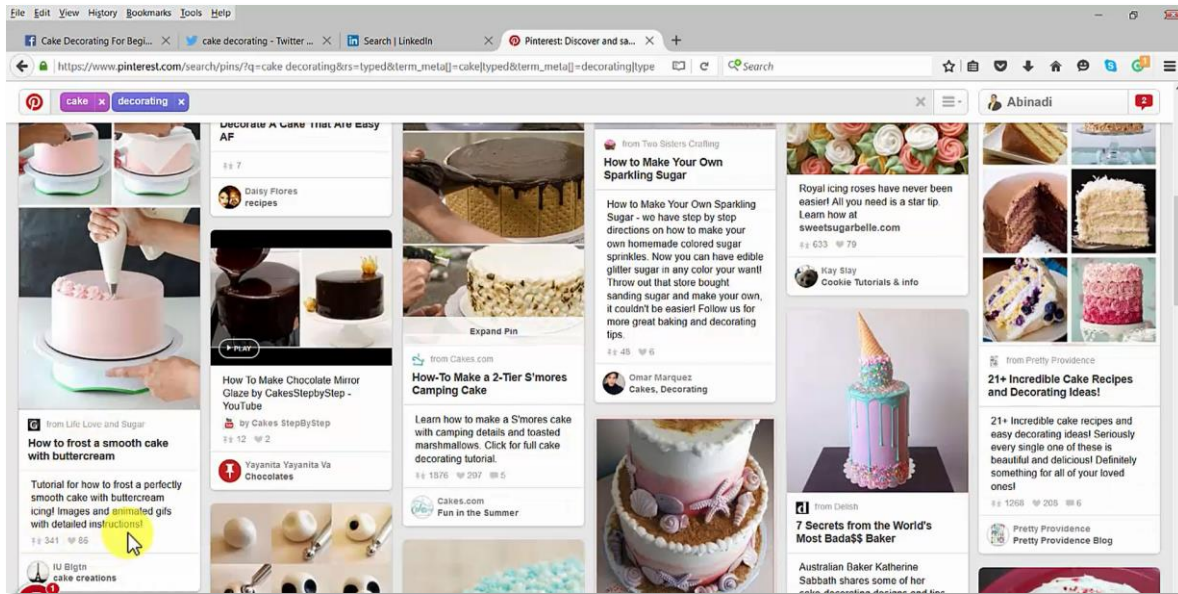 File Edit View History Bookmarks Tools Help
Cake Decorating For Begi...
cake decorating - Twitter ...
Search | LinkedIn
Pinterest: Discover and sa...
https://www.pinterest.com/search/pins/?q=cake decorating&rs=typed&term_meta[]=cake|typed&term_meta[]=decorating|type
Search
cake x
decorating x
Abinadi
2
from Life Love and Sugar
How to frost a smooth cake
with buttercream
Tutorial for how to frost a perfectly
smooth cake with buttercream
icing! Images and animated gifs
with detailed instructions!
341 86
IU Blgtn
cake creations
1
Decorate A Cake That Are Easy
AF
7
Daisy Flores
recipes
PLAY
How To Make Chocolate Mirror
Glaze by CakesStepbyStep -
YouTube
by Cakes StepByStep
12 2
Yayanita Yayanita Va
Chocolates
Expand Pin
from Cakes.com
How-To Make a 2-Tier S'mores
Camping Cake
Learn how to make a S'mores cake
with camping details and toasted
marshmallows. Click for full cake
decorating tutorial.
1576 297 5
Cakes.com
Fun in the Summer
from Two Sisters Crafting
How to Make Your Own
Sparkling Sugar
How to Make Your Own Sparkling
Sugar - we have step by step
directions on how to make your
own homemade colored sugar
sprinkles. Now you can have edible
glitter sugar in any color your want!
Throw out that store bought
sanding sugar and make your own,
it couldn't be easier! Follow us for
more great baking and decorating
tips.
48 6
Omar Marquez
Cakes, Decorating
Royal icing roses have never been
easier! All you need is a star tip.
Learn how at
sweetsugarbelle.com
633 79
Kay Slay
Cookie Tutorials & info
d from Delish
7 Secrets from the World's
Most Bada$$ Baker
Australian Baker Katherine
Sabbath shares some of her
cake decorating designs and tips
from Pretty Providence
21+ Incredible Cake Recipes
and Decorating Ideas!
21+ Incredible cake recipes and
easy decorating ideas! Seriously
every single one of these is
beautiful and delicious! Definitely
something for all of your loved
ones!
1268 205 6
Pretty Providence
Pretty Providence Blog